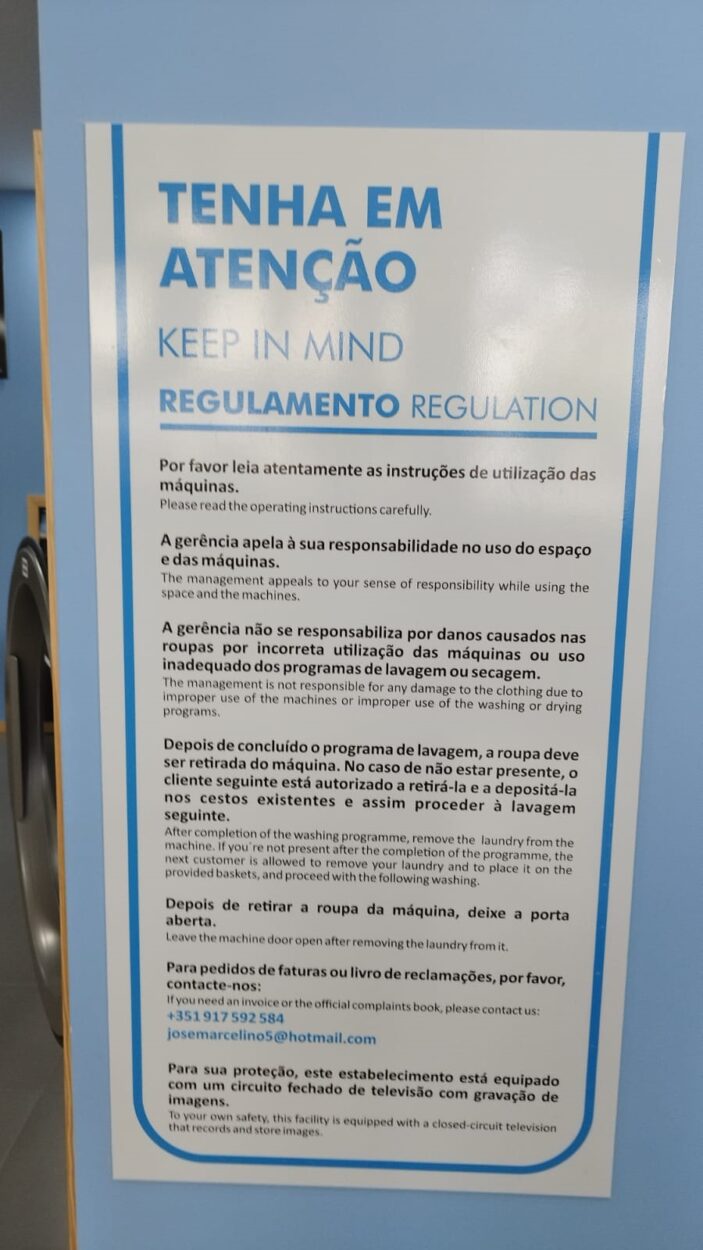 TENHA EM
ATENÇÃO
KEEP IN MIND
REGULAMENTO REGULATION
Por favor leia atentamente as instruções de utilização das
máquinas.
Please read the operating instructions carefully.
A gerência apela à sua responsabilidade no uso do espaço
e das máquinas.
The management appeals to your sense of responsibility while using the
space and the machines.
A gerência não se responsabiliza por danos causados nas
roupas por incorreta utilização das máquinas ou uso
inadequado dos programas de lavagem ou secagem.
The management is not responsible for any damage to the clothing due to
improper use of the machines or improper use of the washing or drying
programs.
Depois de concluído o programa de lavagem, a roupa deve
ser retirada do máquina. No caso de não estar presente, o
cliente seguinte está autorizado a retirá-la e a depositá-la
nos cestos existentes e assim proceder à lavagem
seguinte.
After completion of the washing programme, remove the laundry from the
machine. If you´re not present after the completion of the programme, the
next customer is allowed to remove your laundry and to place it on the
provided baskets, and proceed with the following washing.
Depois de retirar a roupa da máquina, deixe a porta
aberta.
Leave the machine door open after removing the laundry from it.
Para pedidos de faturas ou livro de reclamações, por favor,
contacte-nos:
If you need an invoice or the official complaints book, please contact us:
+351 917 592 584
josemarcelino5@hotmail.com
Para sua proteção, este estabelecimento está equipado
com um circuito fechado de televisão com gravação de
imagens.
To your own safety, this facility is equipped with a closed-circuit television
that records and store images.